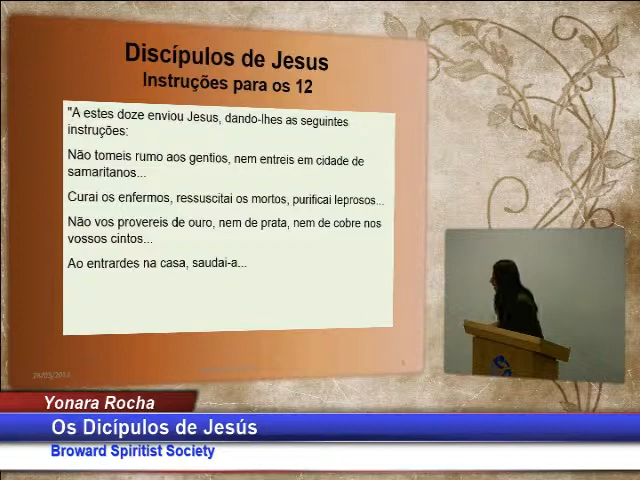 Discípulos de Jesus
Instruções para os 12
"A estes doze enviou Jesus, dando-lhes as seguintes
instruções:
Não tomeis rumo aos gentios, nem entreis em cidade de
samaritanos...
Curai os enfermos, ressuscitai os mortos, purificai leprosos...
Não vos provereis de ouro, nem de prata, nem de cobre nos
vossos cintos...
Ao entrardes na casa, saudai-a...
Yonara Rocha
Os Dicípulos de Jesús
Broward Spiritist Society